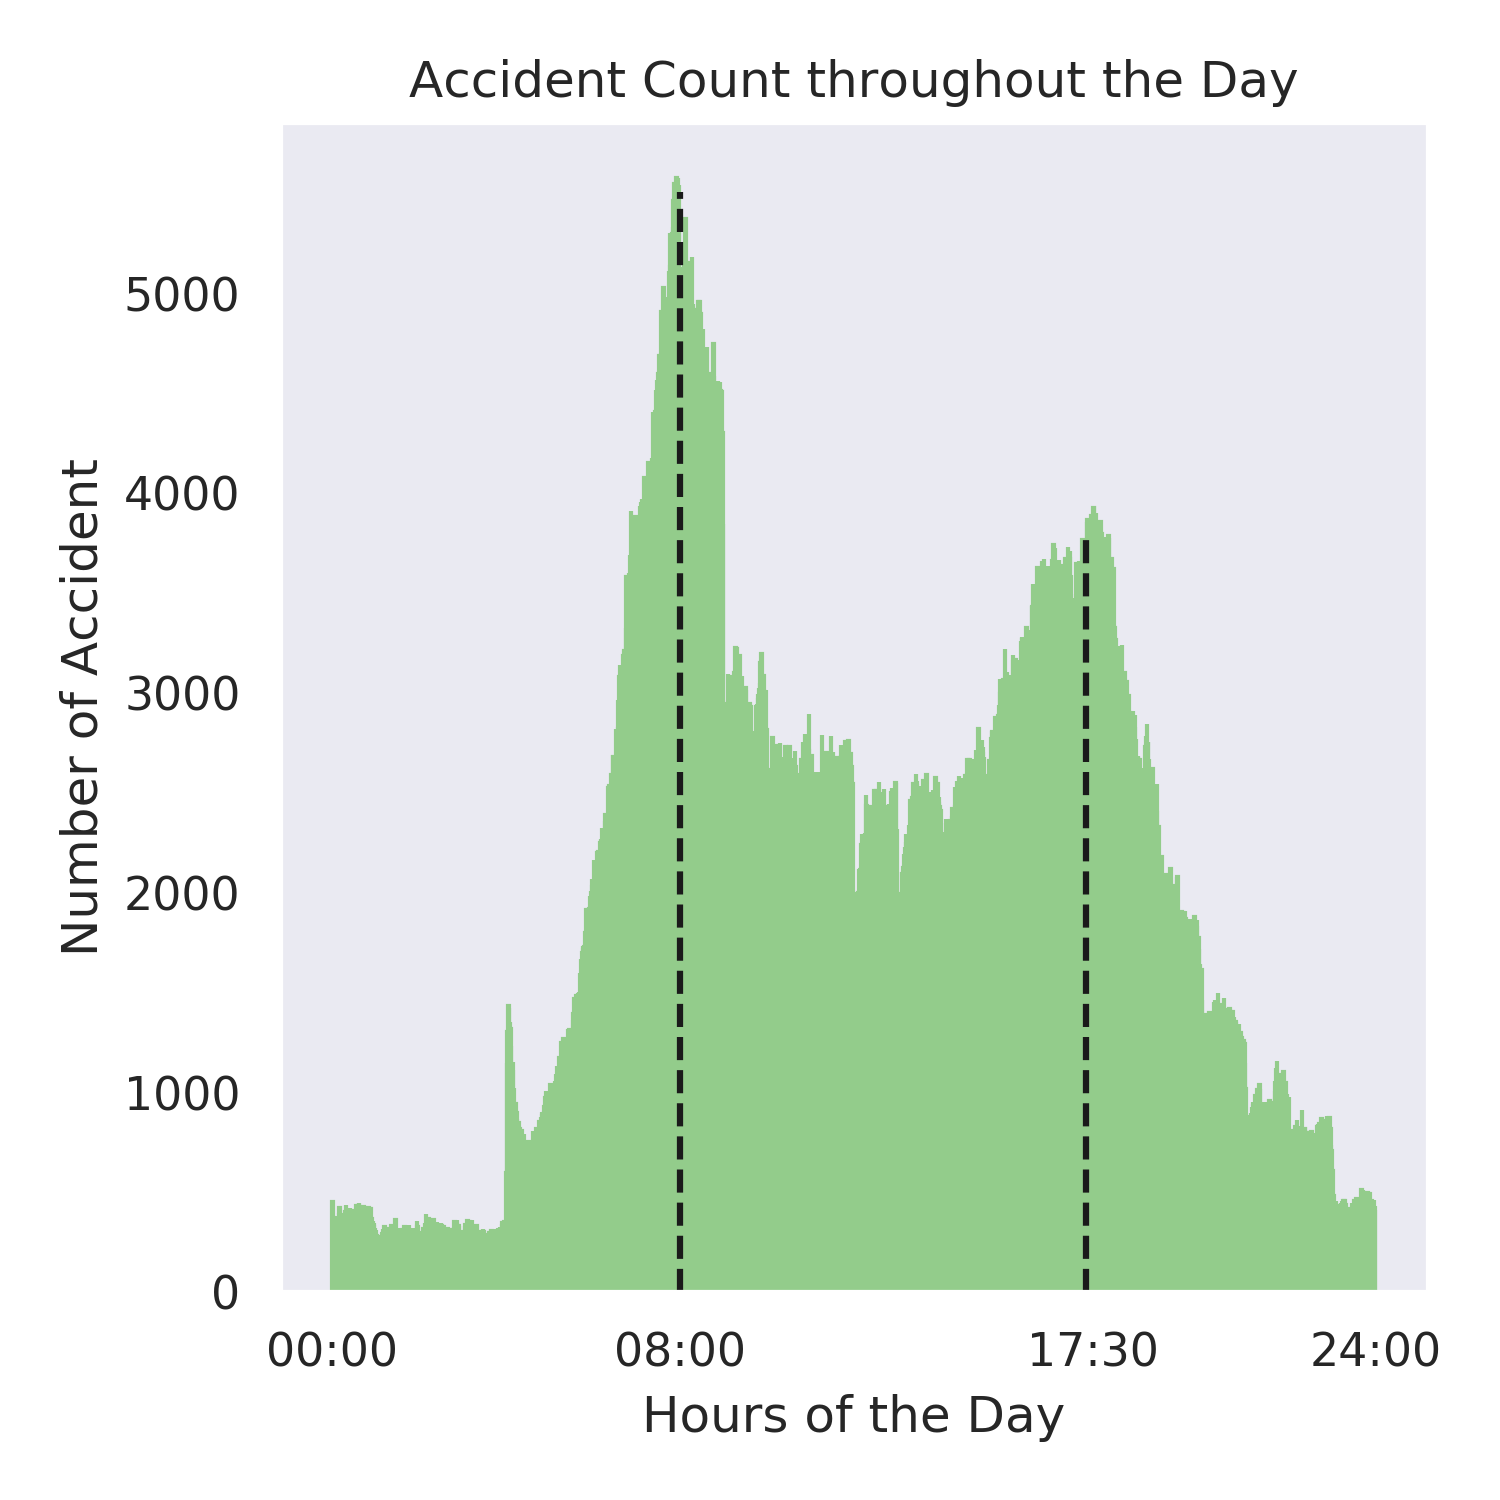 Accident Count throughout the Day
Number of Accident
5000
4000
3000
2000
1000
0
00:00 08:00 17:30 24:00
Hours of the Day